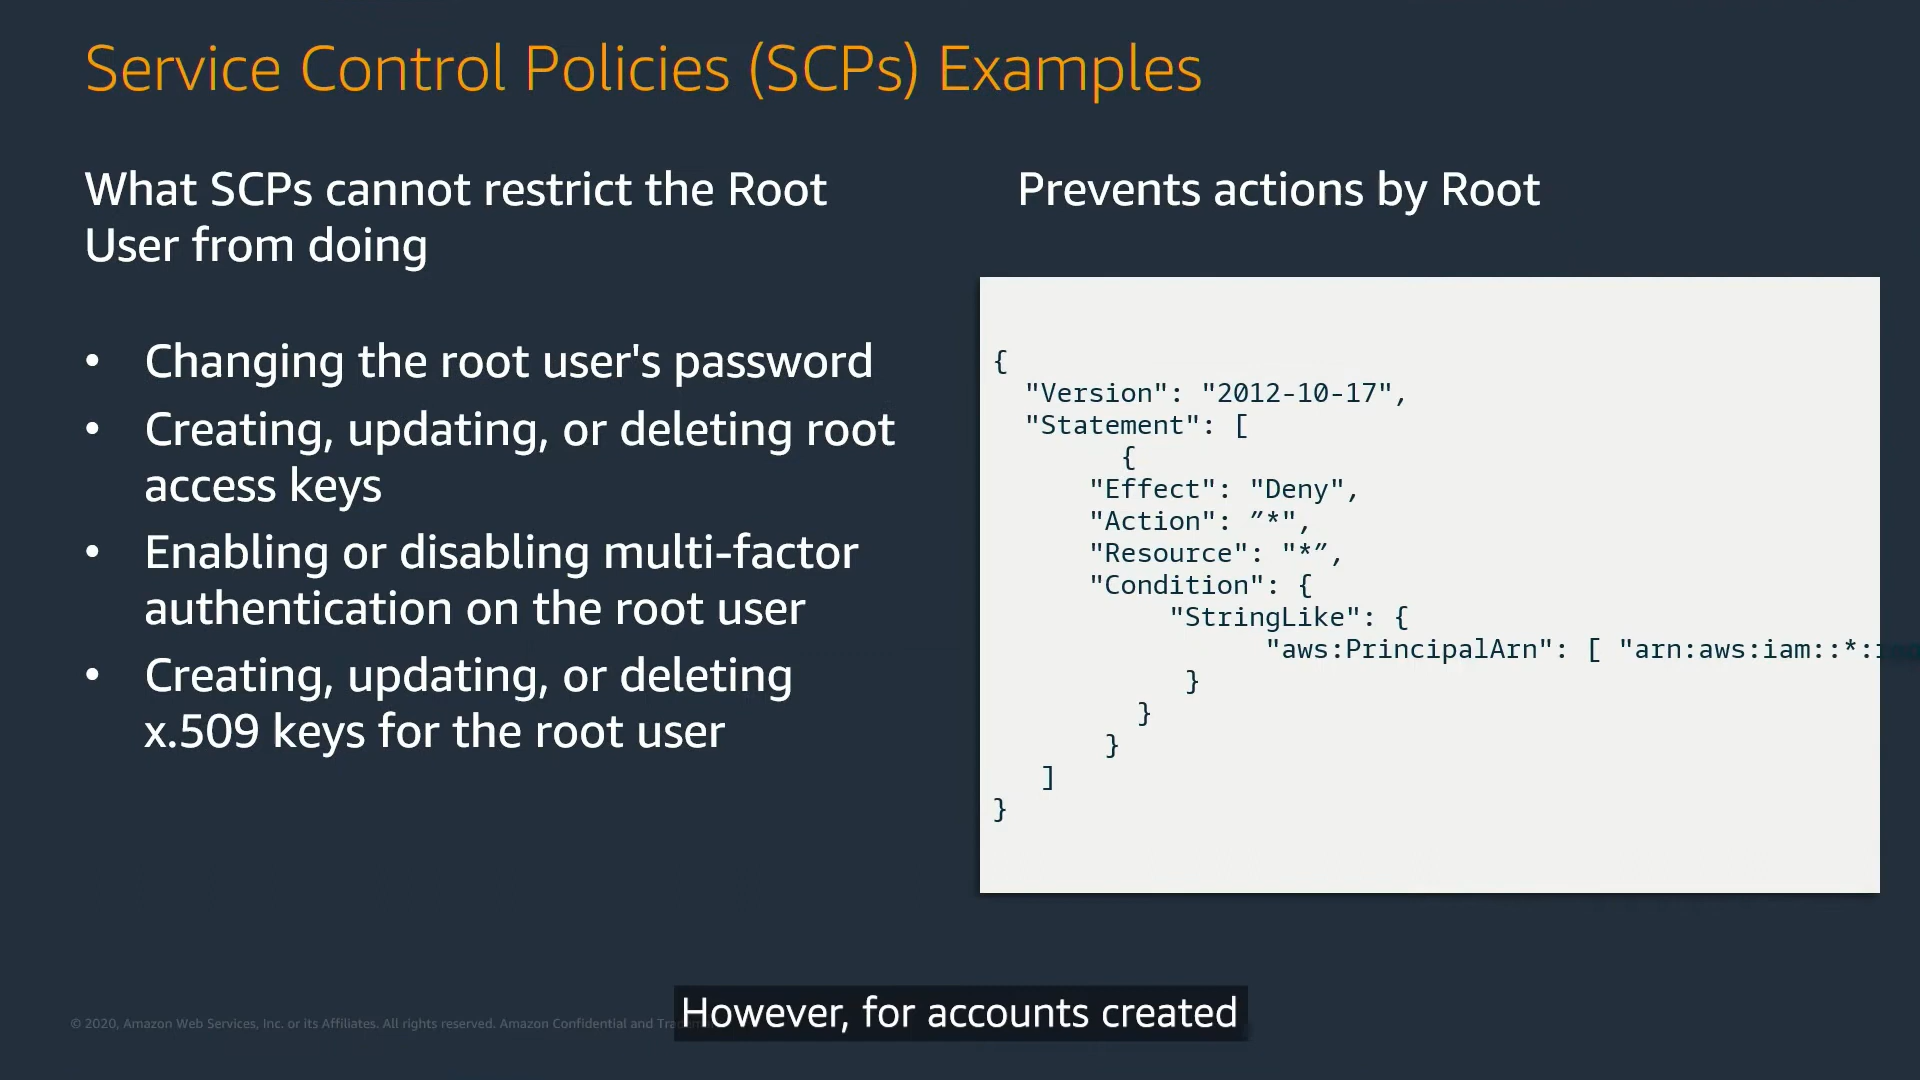 Service Control Policies (SCPs) Examples
What SCPs cannot restrict the Root
User from doing
• Changing the root user's password
• Creating, updating, or deleting root
access keys
• Enabling or disabling multi-factor
authentication on the root user
• Creating, updating, or deleting
x.509 keys for the root user
Prevents actions by Root
{
"Version": "2012-10-17",
"Statement": [
{
"Effect": "Deny",
"Action": ”*",
"Resource": "*”,
"Condition": {
"StringLike": {
"aws:PrincipalArn": [ "arn:aws:iam::*:
}
}
}
]
}
However, for accounts created
© 2020, Amazon Web Services, Inc. or its Affiliates. All rights reserved. Amazon Confidential and